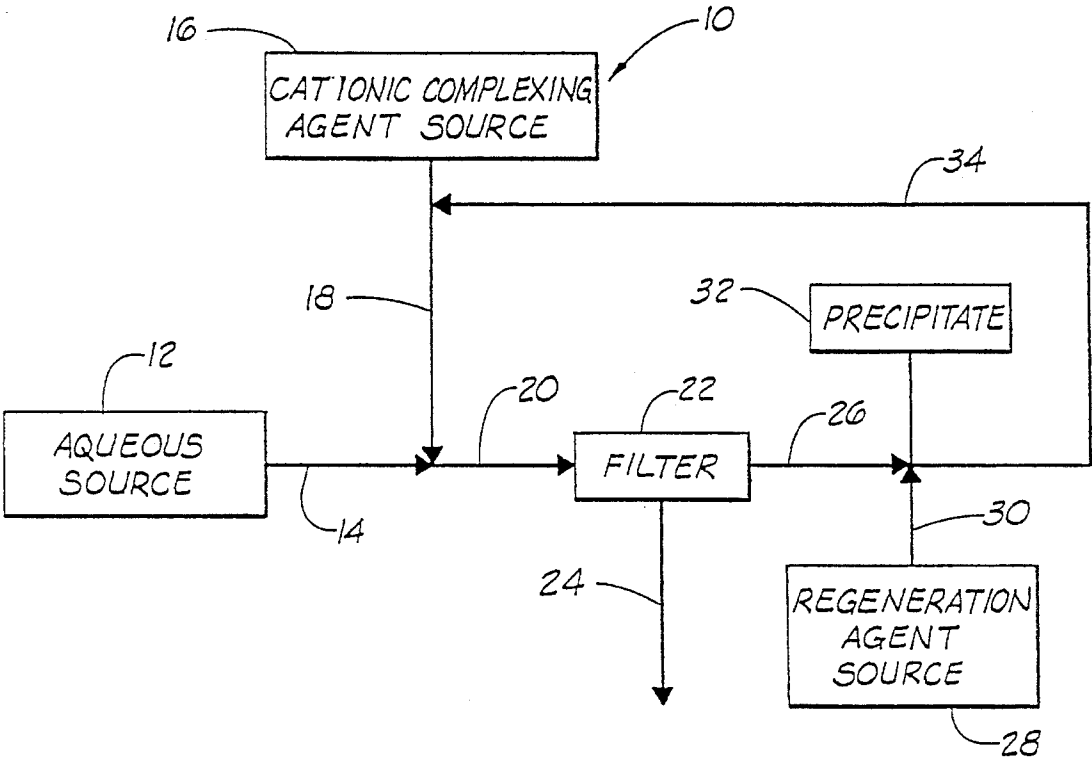 16
10
CATIONIC COMPLEXING
AGENT SOURCE
34
18
32
PRECIPITATE
12
20
22
26
AQUEOUS
SOURCE
FILTER
14
30
24
REGENERATION
AGENT
SOURCE
28